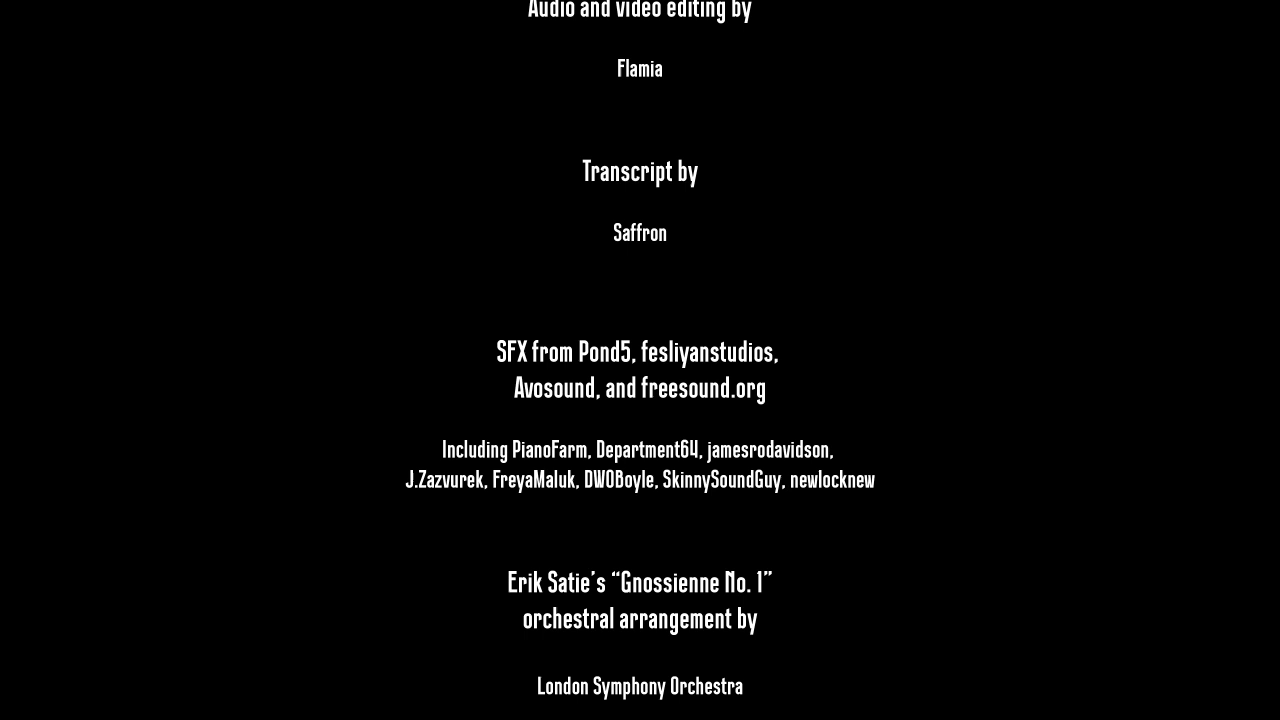 Audio and video editing by
Flamia
Transcript by
Saffron
SFX from Pond5, fesliyanstudios,
Avosound, and freesound.org
Including PianoFarm, Department64, jamesrodavidson,
J.Zazvurek, FreyaMaluk, DWOBoyle, SkinnySoundGuy, newlocknew
Erik Satie's “Gnossienne No. 1”
orchestral arrangement by
London Symphony Orchestra